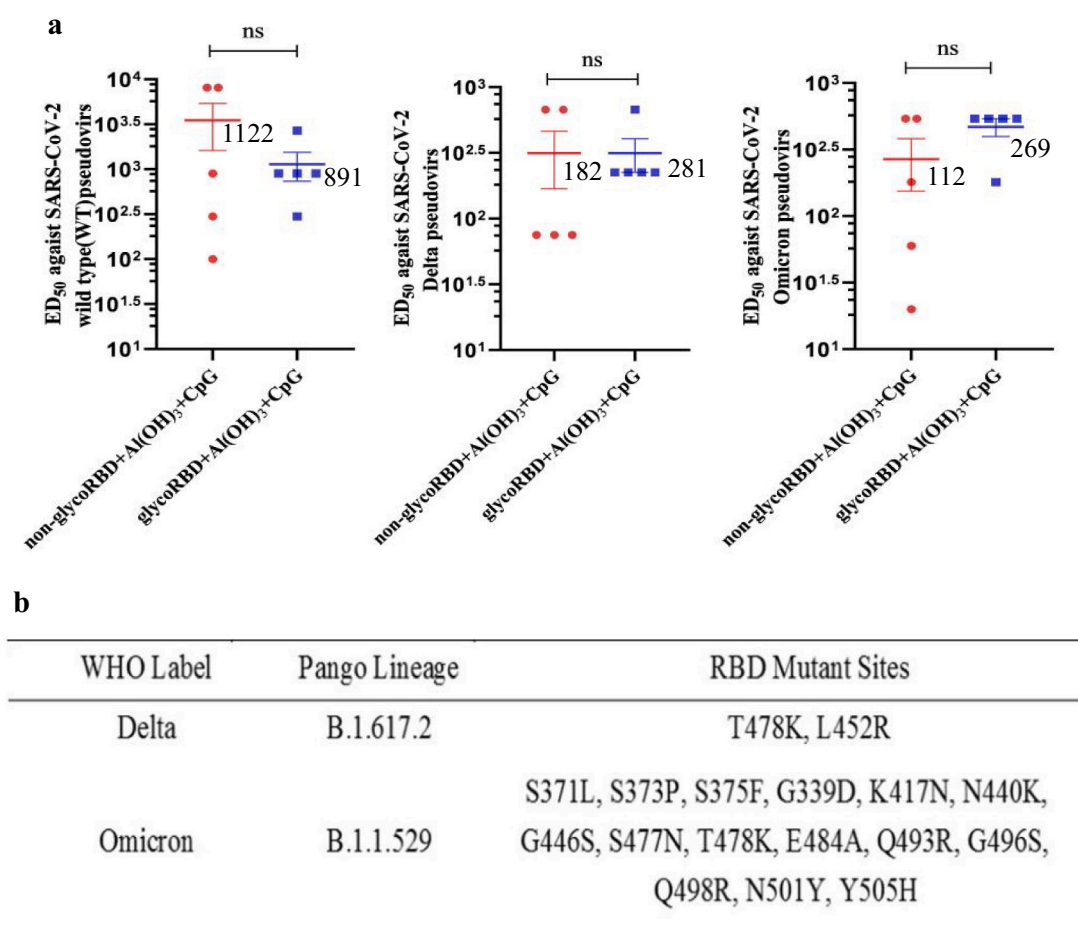 a
ns
ED50 agaist SARS-CoV-2
wild type(WT)pseudovirs
10^4
10^3.5
10^3
10^2.5
10^2
10^1.5
10^1
1122
891
non-glycoRBD+Al(OH)3+CpG
glycoRBD+Al(OH)3+CpG
ns
ED50 agaist SARS-CoV-2
Delta pseudovirs
10^3
10^2.5
10^2
10^1.5
10^1
182
281
non-glycoRBD+Al(OH)3+CpG
glycoRBD+Al(OH)3+CpG
ns
ED50 agaist SARS-CoV-2
Omicron pseudovirs
10^3
10^2.5
10^2
10^1.5
10^1
112
269
non-glycoRBD+Al(OH)3+CpG
glycoRBD+Al(OH)3+CpG
b
WHO Label Pango Lineage RBD Mutant Sites
Delta B.1.617.2 T478K, L452R
S371L, S373P, S375F, G339D, K417N, N440K,
Omicron B.1.1.529 G446S, S477N, T478K, E484A, Q493R, G496S,
Q498R, N501Y, Y505H